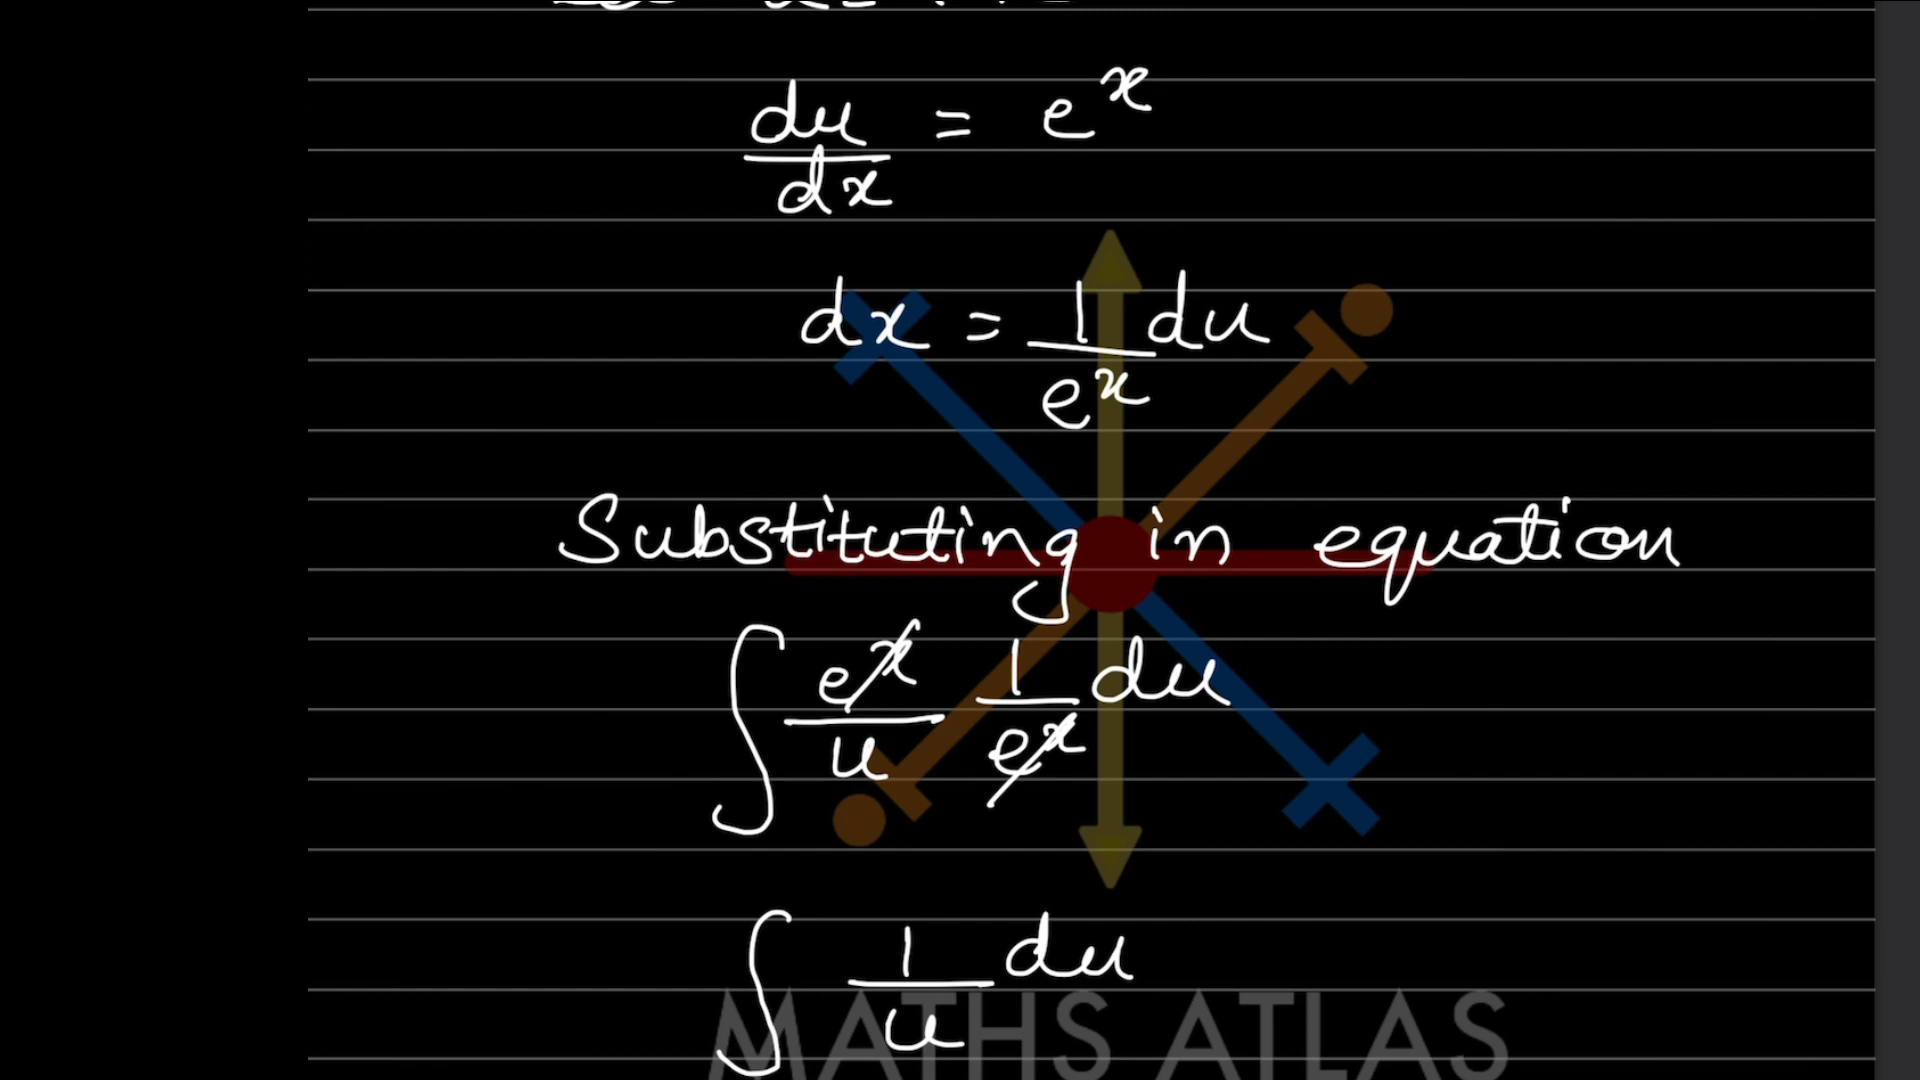 du/dx = e^x
dx = 1/e^x du
Substituting in equation
∫ e^x/u 1/e^x du
∫ 1/u du
MATHS ATLAS